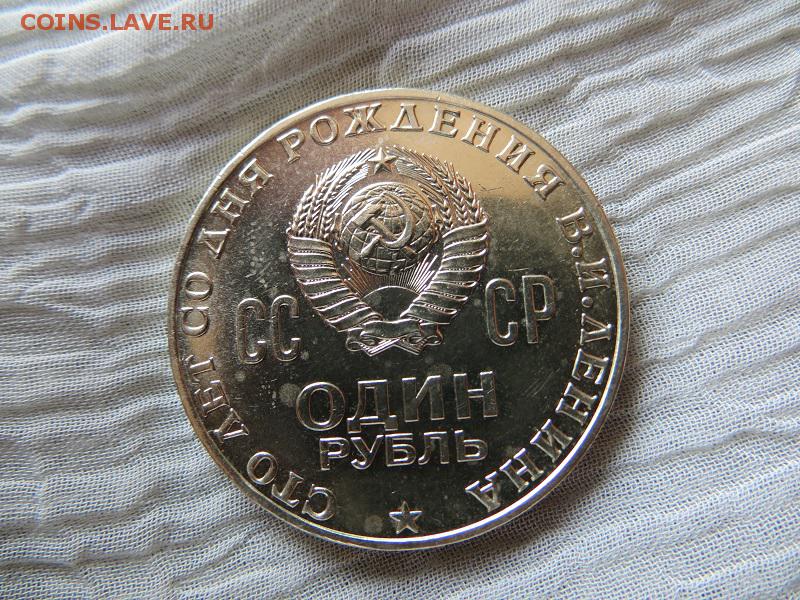 COINS.LAVE.RU
СТО ЛЕТ СО ДНЯ РОЖДЕНИЯ В.И.ЛЕНИНА
СС СР
ОДИН
РУБЛЬ